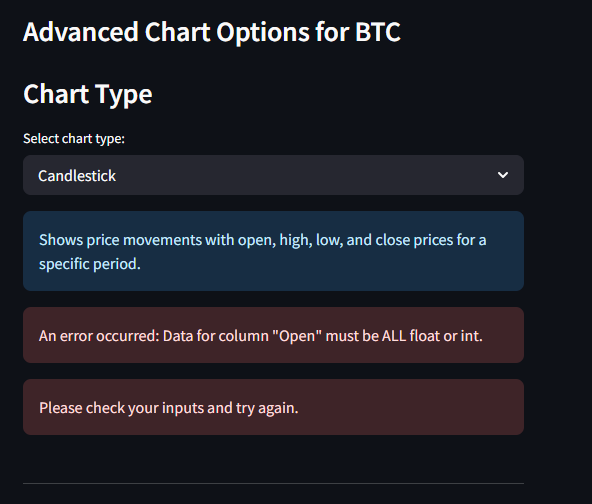 Advanced Chart Options for BTC
Chart Type
Select chart type:
Candlestick
Shows price movements with open, high, low, and close prices for a
specific period.
An error occurred: Data for column "Open" must be ALL float or int.
Please check your inputs and try again.